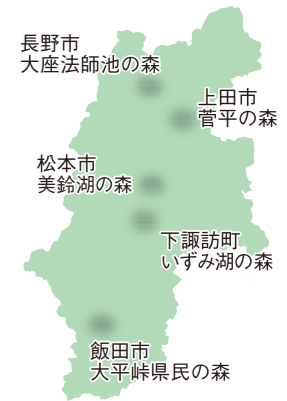 長野市
大座法師池の森
上田市
菅平の森
松本市
美鈴湖の森
下諏訪町
いずみ湖の森
飯田市
大平峠県民の森